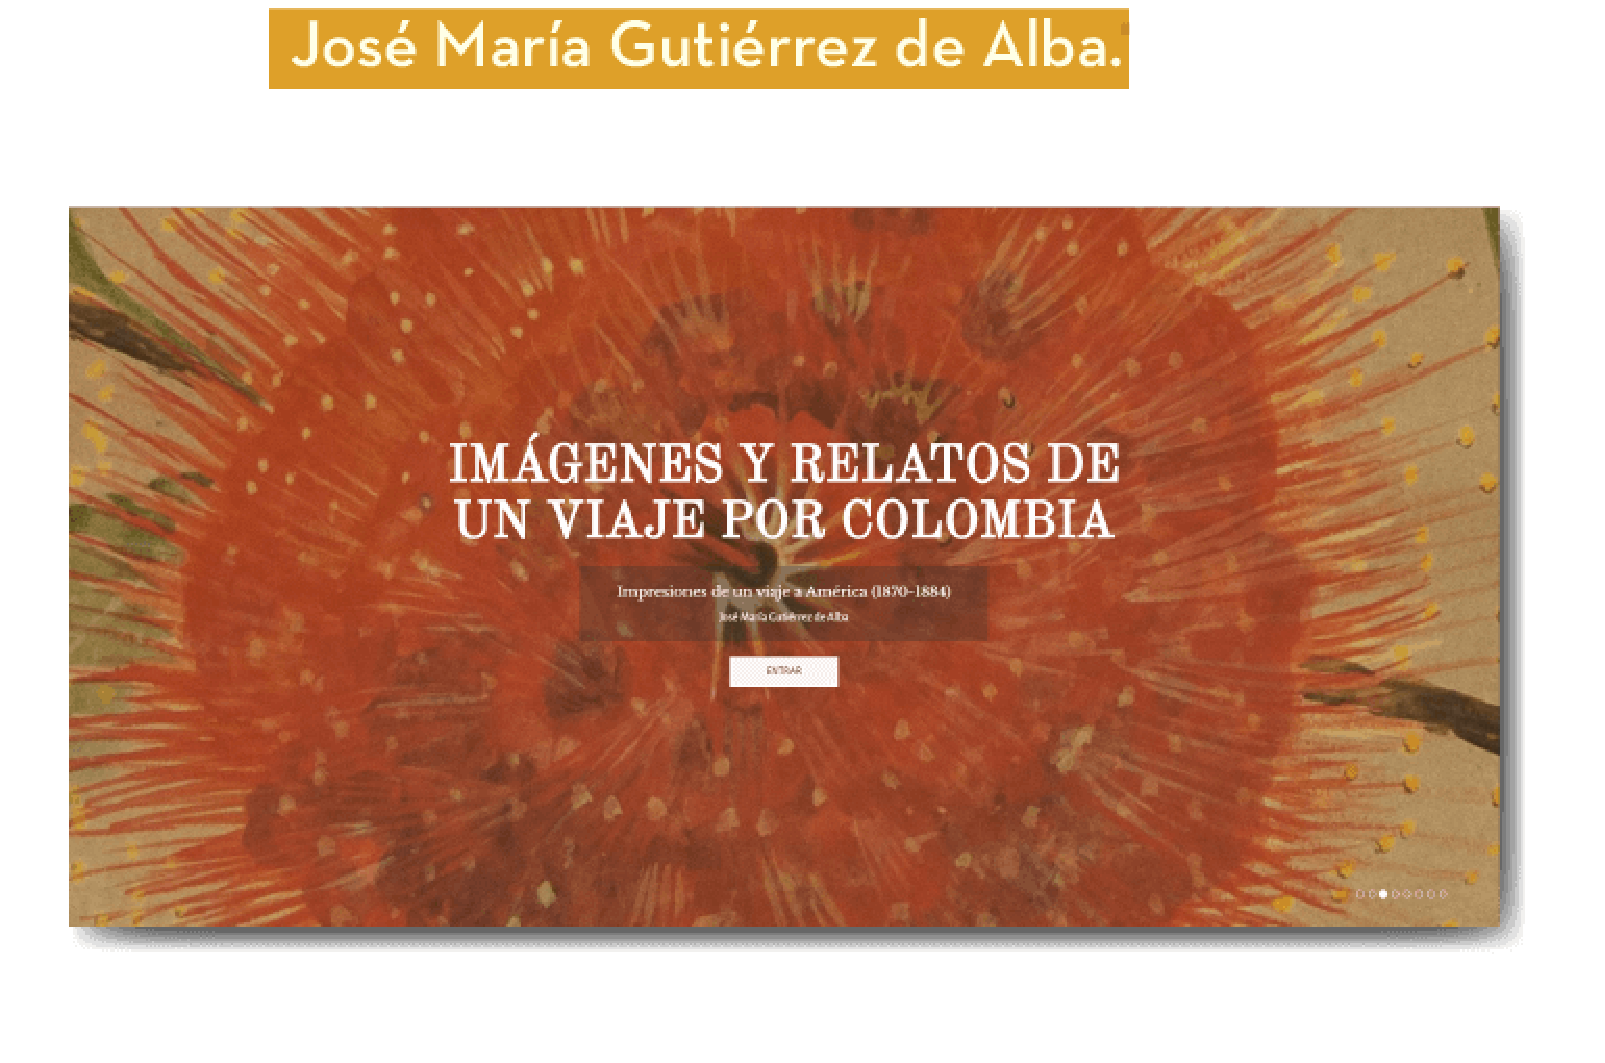 José María Gutiérrez de Alba.
IMÁGENES Y RELATOS DE
UN VIAJE POR COLOMBIA
Impresiones de un viaje a América (1870-1884)
José María Gutiérrez de Alba
ENTRAR